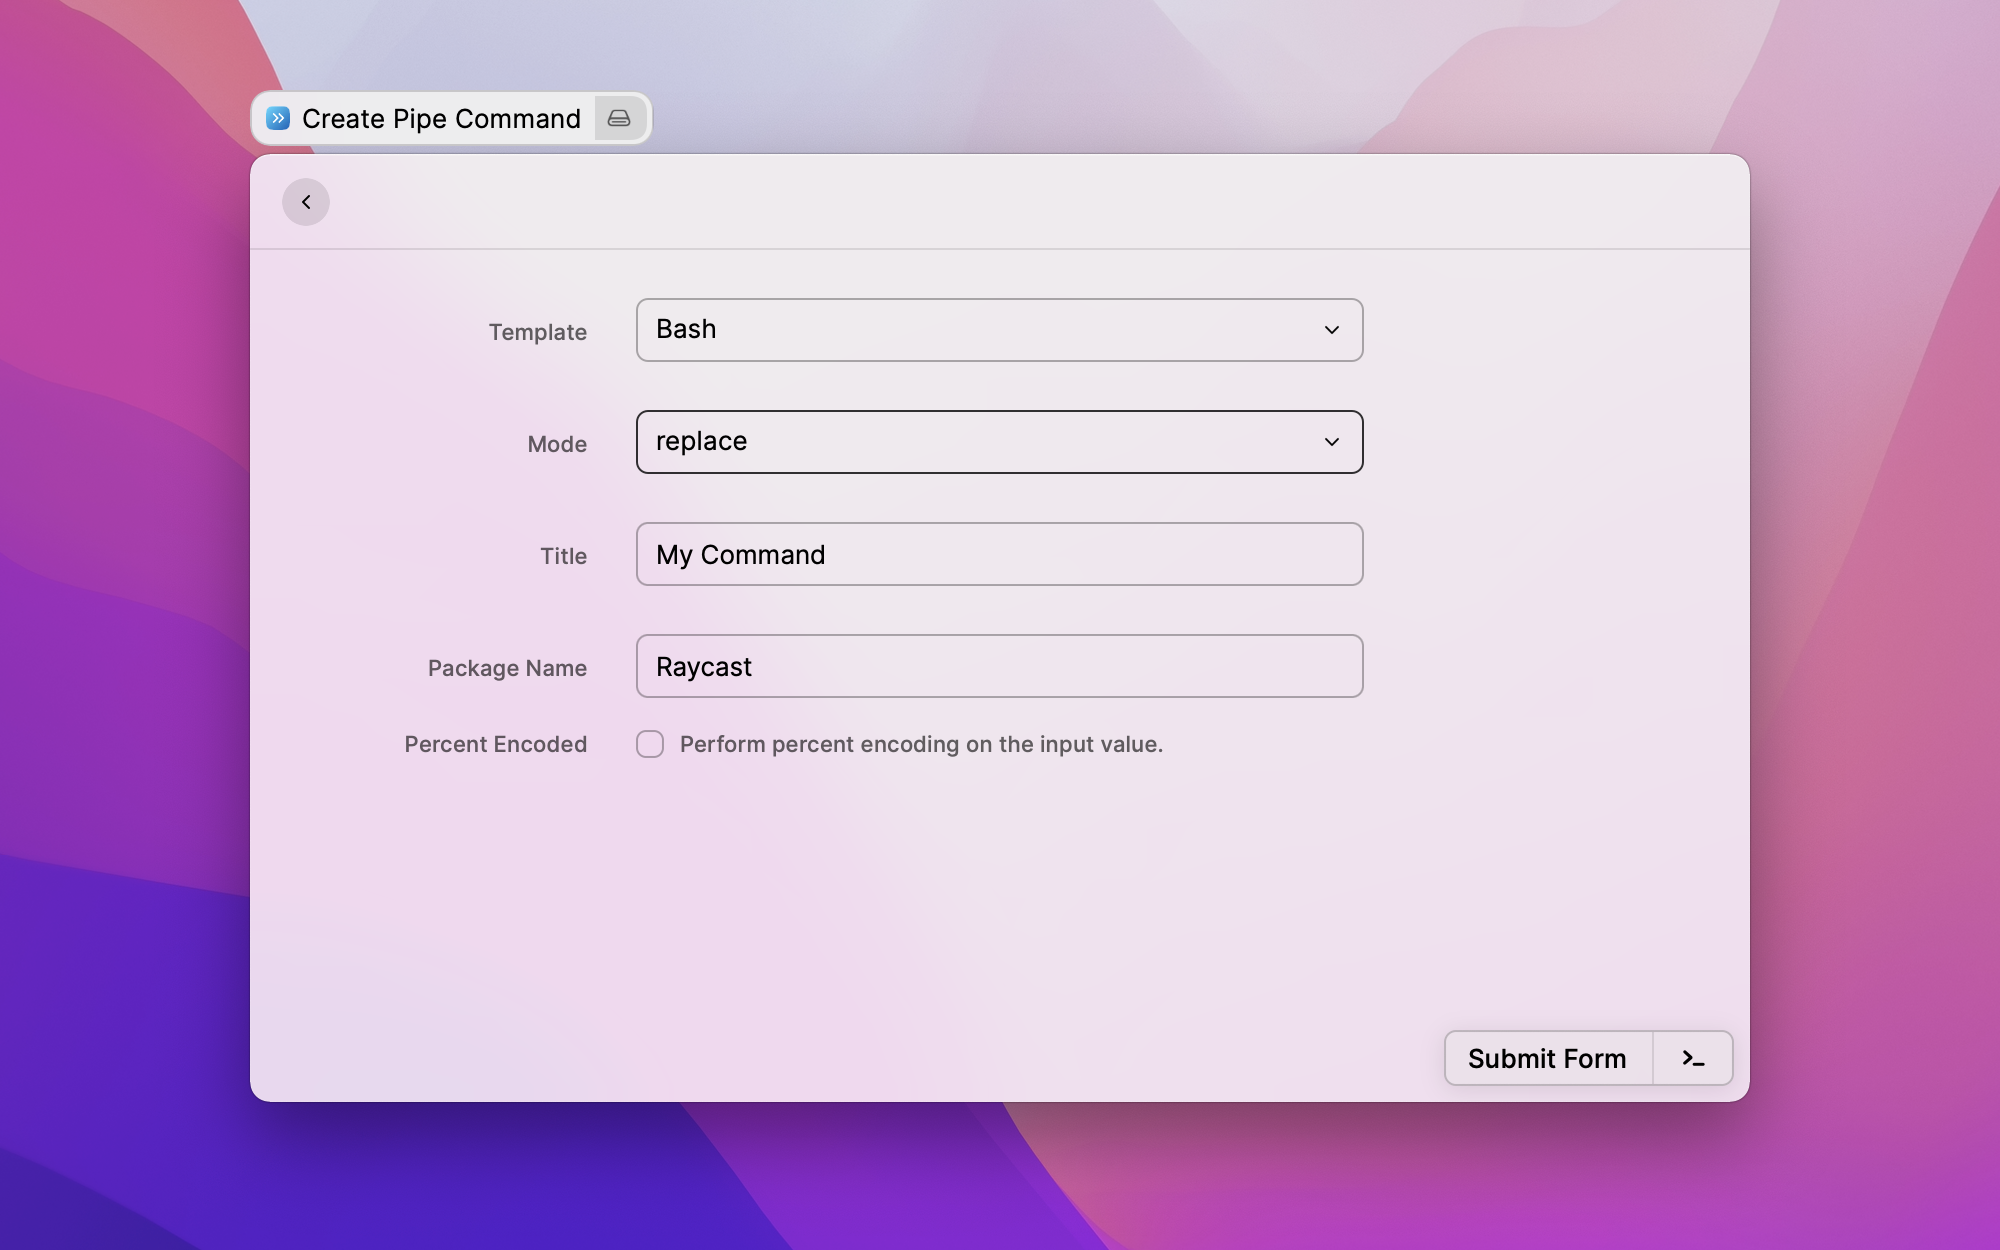 Create Pipe Command
Template
Bash
Mode
replace
Title
My Command
Package Name
Raycast
Percent Encoded
Perform percent encoding on the input value.
Submit Form